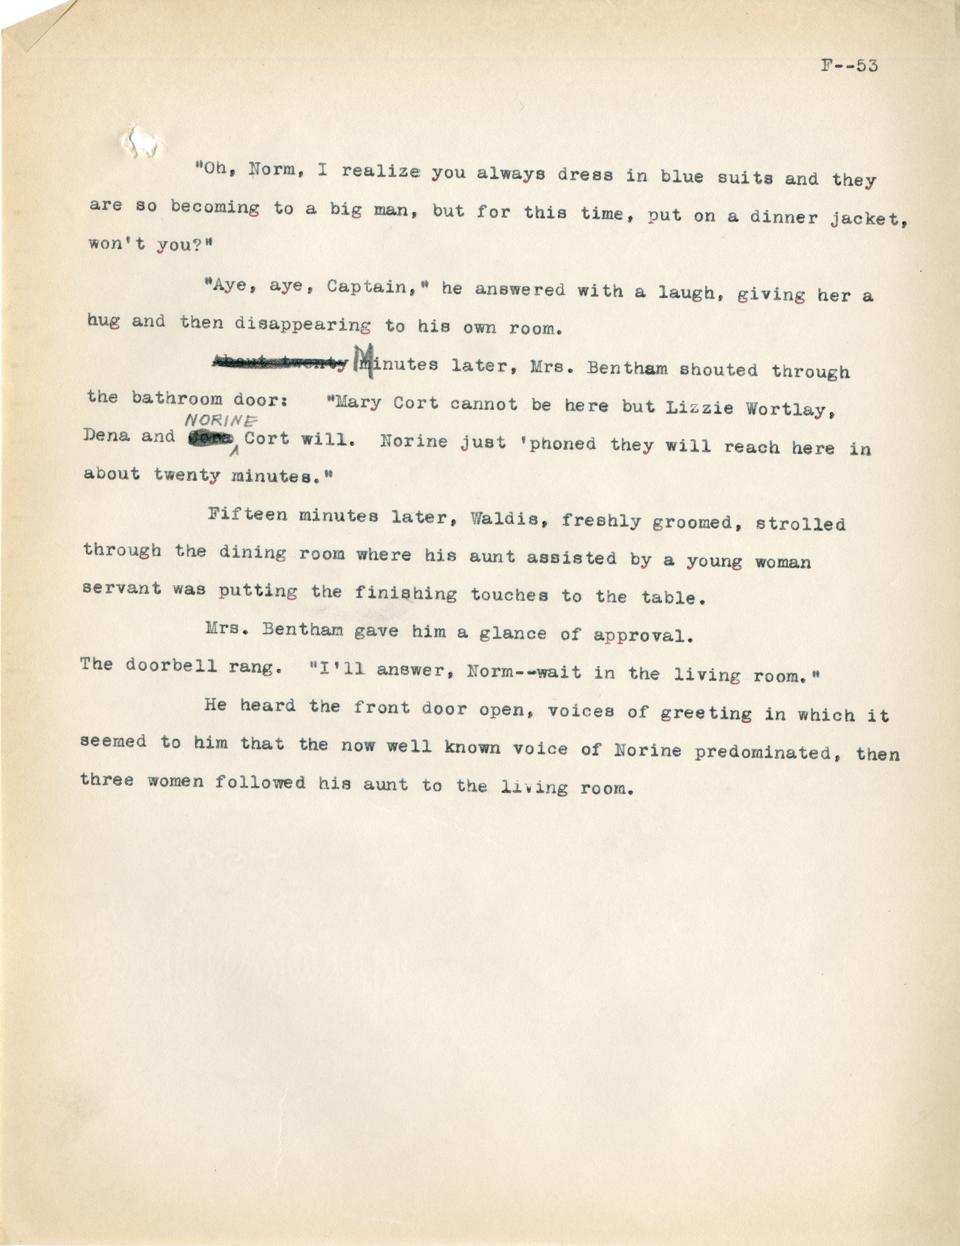 F--53
"Oh, Norm, I realize you always dress in blue suits and they
are so becoming to a big man, but for this time, put on a dinner jacket,
won't you?"
"Aye, aye, Captain," he answered with a laugh, giving her a
hug and then disappearing to his own room.
About twenty Minutes later, Mrs. Bentham shouted through
the bathroom door:  "Mary Cort cannot be here but Lizzie Wortlay,
NORINE
Dena and Cort will.  Norine just 'phoned they will reach here in
about twenty minutes."
Fifteen minutes later, Waldis, freshly groomed, strolled
through the dining room where his aunt assisted by a young woman
servant was putting the finishing touches to the table.
Mrs. Bentham gave him a glance of approval.
The doorbell rang.  "I'll answer, Norm--wait in the living room."
He heard the front door open, voices of greeting in which it
seemed to him that the now well known voice of Norine predominated, then
three women followed his aunt to the living room.